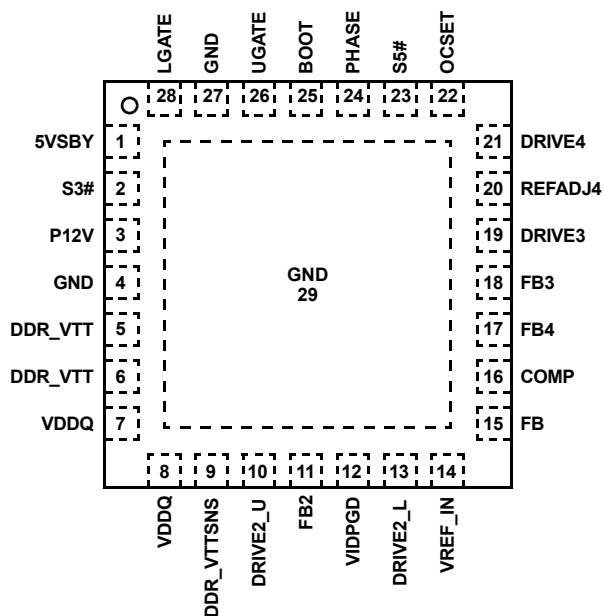 LGATE
GND
UGATE
BOOT
PHASE
S5#
OCSET
28
27
26
25
24
23
22
5VSBY 1
S3# 2
P12V 3
GND 4
DDR_VTT 5
DDR_VTT 6
VDDQ 7
21 DRIVE4
20 REFADJ4
19 DRIVE3
18 FB3
17 FB4
16 COMP
15 FB
GND
29
8
9
10
11
12
13
14
VDDQ
DDR_VTTSNS
DRIVE2_U
FB2
VIDPGD
DRIVE2_L
VREF_IN